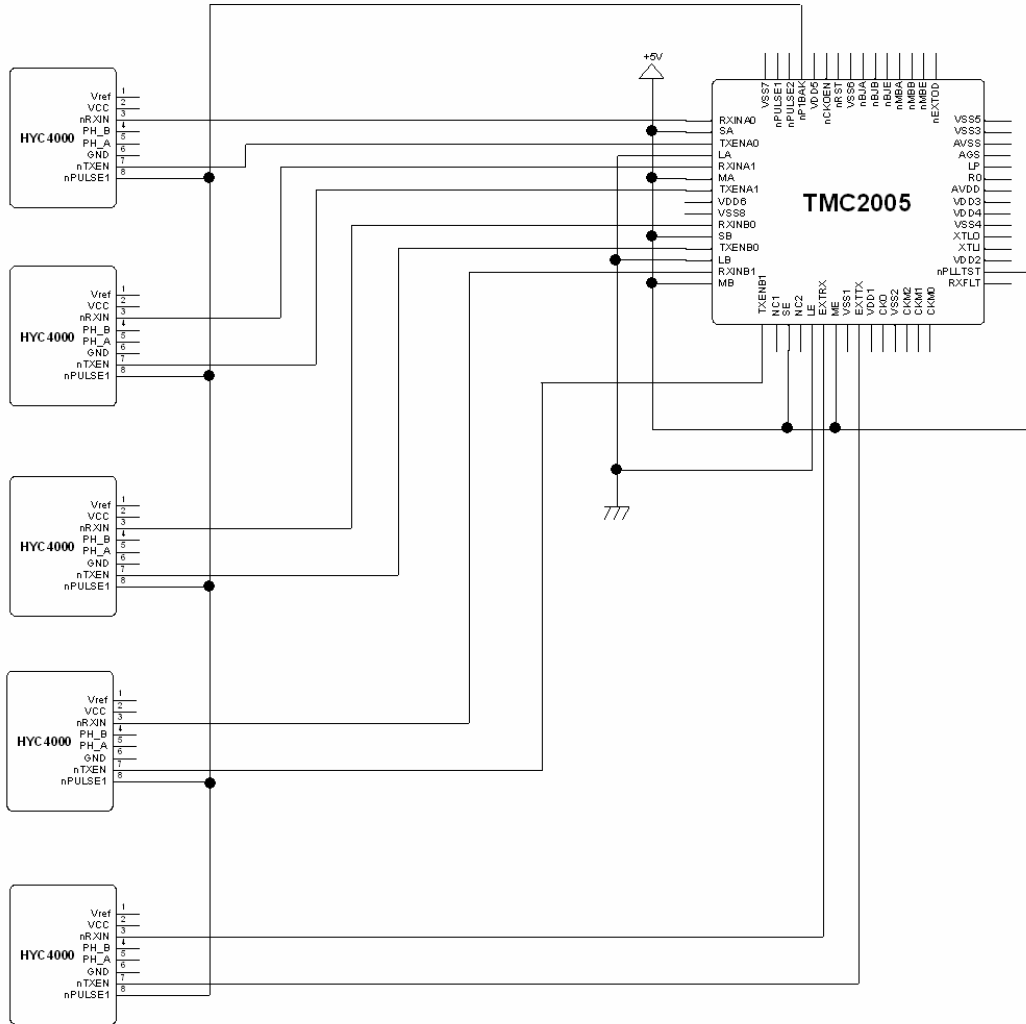 +5V
VSS7
nPULSE1
nPULSE2
nP1BAK
VDD5
nCKOEN
nRST
VSS6
nBJA
nBJB
nBJE
nMBA
nMBB
nMBE
nEXTOD
TMC2005
RXINA0
SA
TXENA0
LA
RXINA1
MA
TXENA1
VDD6
VSS8
RXINB0
SB
TXENB0
LB
RXINB1
MB
VSS5
VSS3
AVSS
AGS
LP
RO
AVDD
VDD3
VDD4
VSS4
XTLO
XTLI
VDD2
nPLLTST
RXFLT
TXENB1
NC1
SE
NC2
LE
EXTRX
ME
VSS1
EXTTX
VDD1
CKO
VSS2
CKM2
CKM1
CKM0
HYC4000
Vref 1
VCC 2
nRXIN 3
PH_B 4
PH_A 5
GND 6
nTXEN 7
nPULSE1 8
HYC4000
Vref 1
VCC 2
nRXIN 3
PH_B 4
PH_A 5
GND 6
nTXEN 7
nPULSE1 8
HYC4000
Vref 1
VCC 2
nRXIN 3
PH_B 4
PH_A 5
GND 6
nTXEN 7
nPULSE1 8
HYC4000
Vref 1
VCC 2
nRXIN 3
PH_B 4
PH_A 5
GND 6
nTXEN 7
nPULSE1 8
HYC4000
Vref 1
VCC 2
nRXIN 3
PH_B 4
PH_A 5
GND 6
nTXEN 7
nPULSE1 8